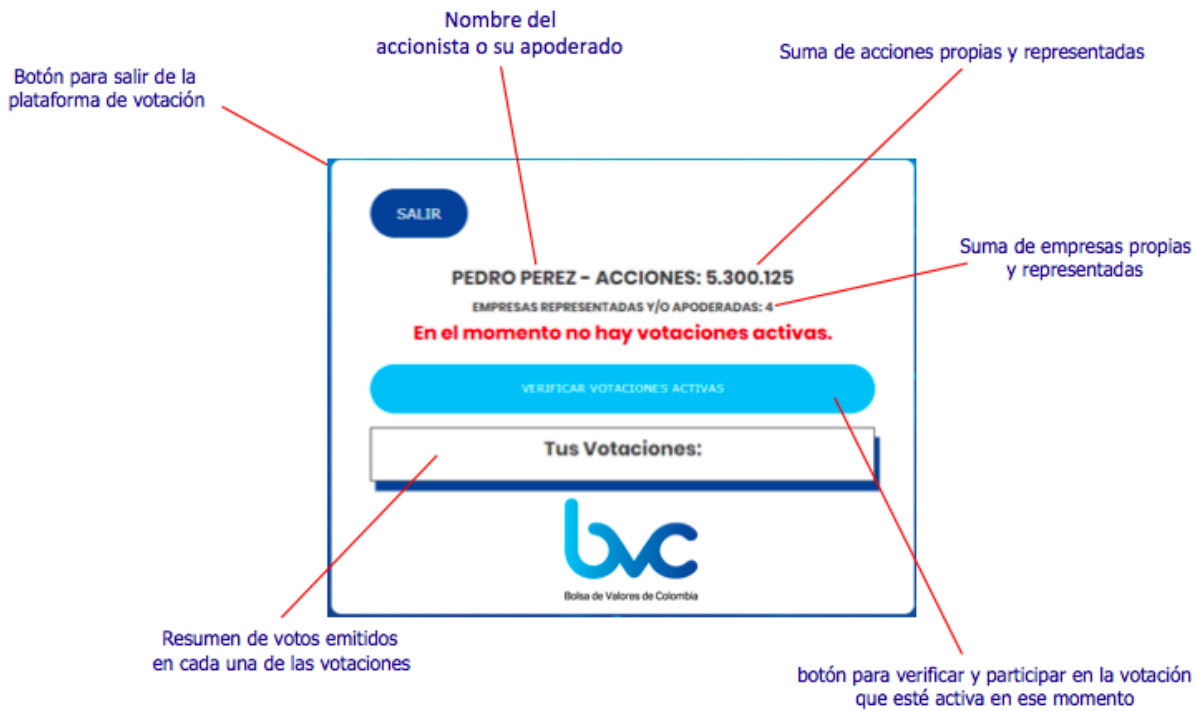 Nombre del
accionista o su apoderado
Suma de acciones propias y representadas
Botón para salir de la
plataforma de votación
SALIR
Suma de empresas propias
y representadas
PEDRO PEREZ - ACCIONES: 5.300.125
EMPRESAS REPRESENTADAS Y/O APODERADAS: 4
En el momento no hay votaciones activas.
VERIFICAR VOTACIONES ACTIVAS
Tus Votaciones:
bvc
Bolsa de Valores de Colombia
Resumen de votos emitidos
en cada una de las votaciones
botón para verificar y participar en la votación
que esté activa en ese momento